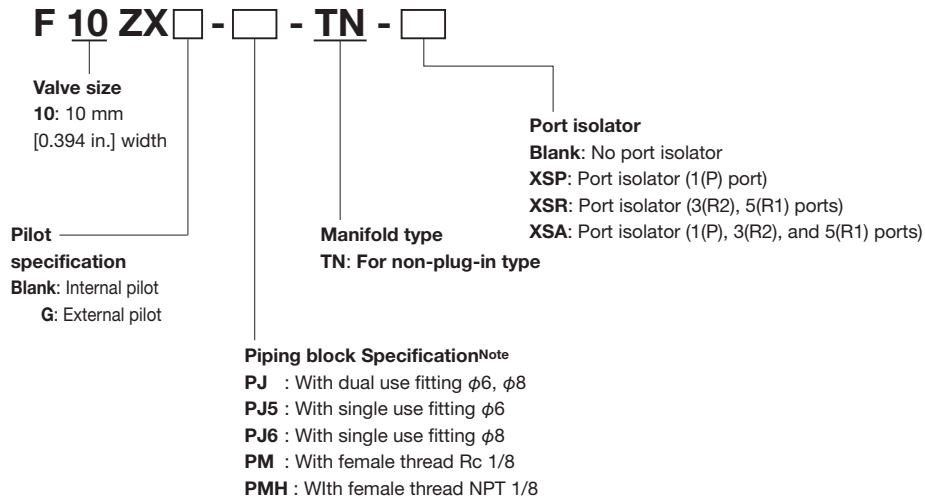 F 10 ZX□ - □ - TN - □
Valve size
10: 10 mm
[0.394 in.] width
Port isolator
Blank: No port isolator
XSP: Port isolator (1(P) port)
XSR: Port isolator (3(R2), 5(R1) ports)
XSA: Port isolator (1(P), 3(R2), and 5(R1) ports)
Pilot
specification
Blank: Internal pilot
G: External pilot
Manifold type
TN: For non-plug-in type
Piping block SpecificationNote
PJ : With dual use fitting φ6, φ8
PJ5 : With single use fitting φ6
PJ6 : With single use fitting φ8
PM : With female thread Rc 1/8
PMH : WIth female thread NPT 1/8